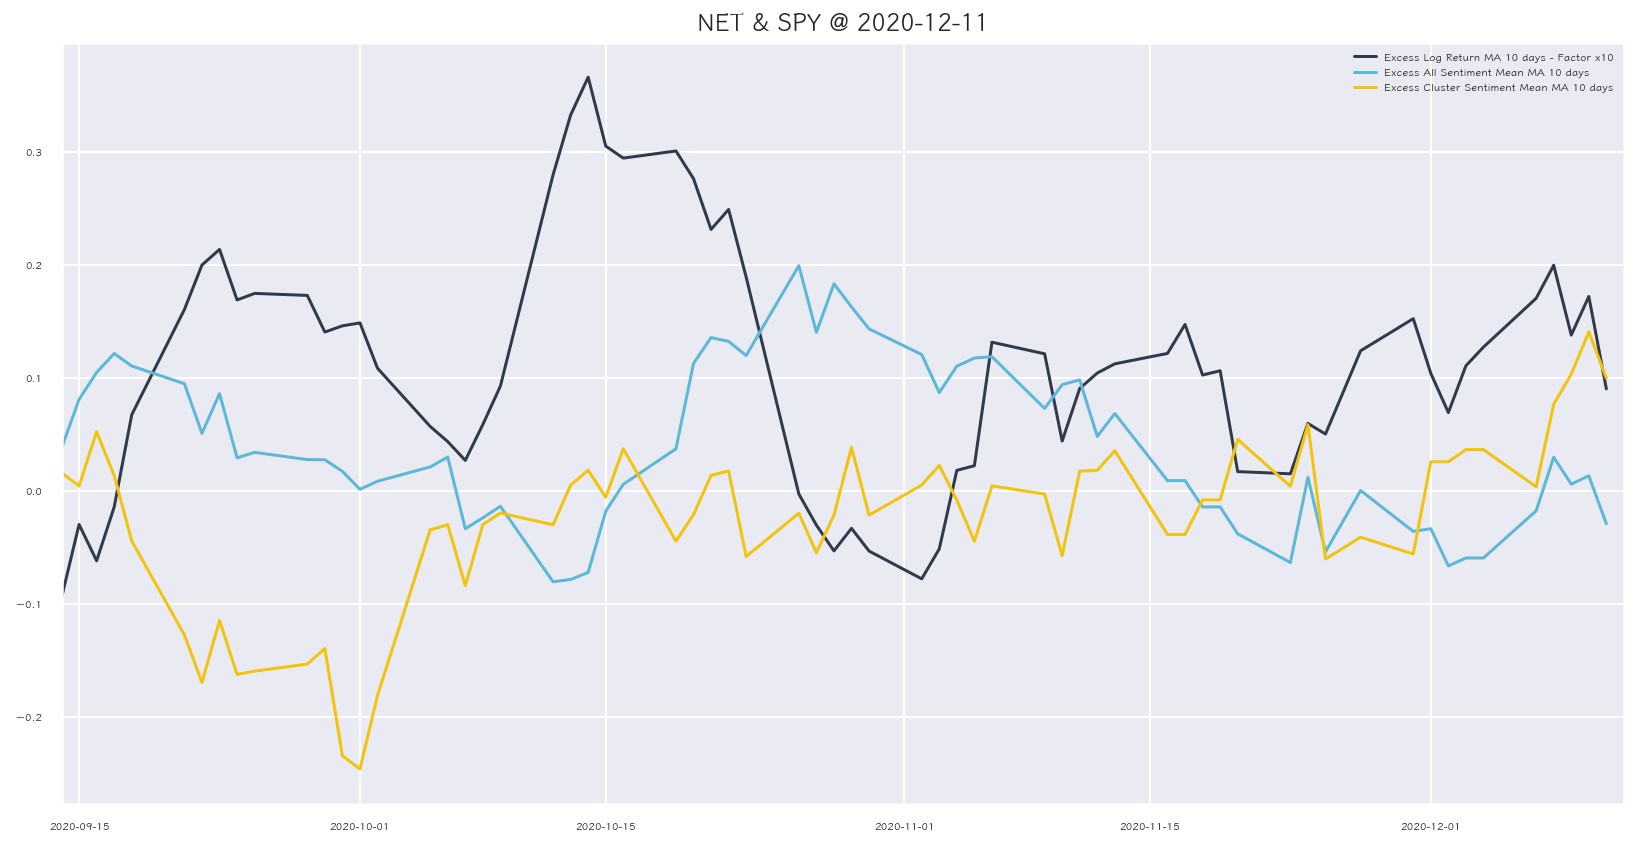 NET & SPY @ 2020-12-11
Excess Log Return MA 10 days - Factor x10
Excess All Sentiment Mean MA 10 days
Excess Cluster Sentiment Mean MA 10 days
0.3
0.2
0.1
0.0
−0.1
−0.2
2020-09-15 2020-10-01 2020-10-15 2020-11-01 2020-11-15 2020-12-01